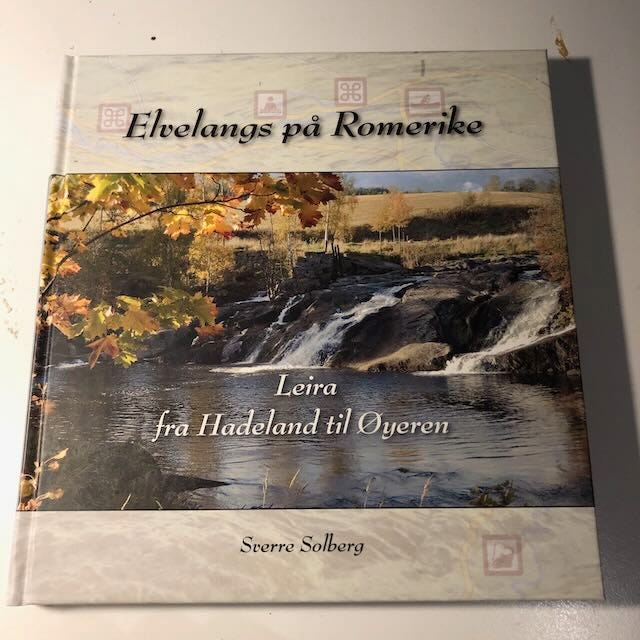 Elvelangs på Romerike
Leira
fra Hadeland til Øyeren
Sverre Solberg